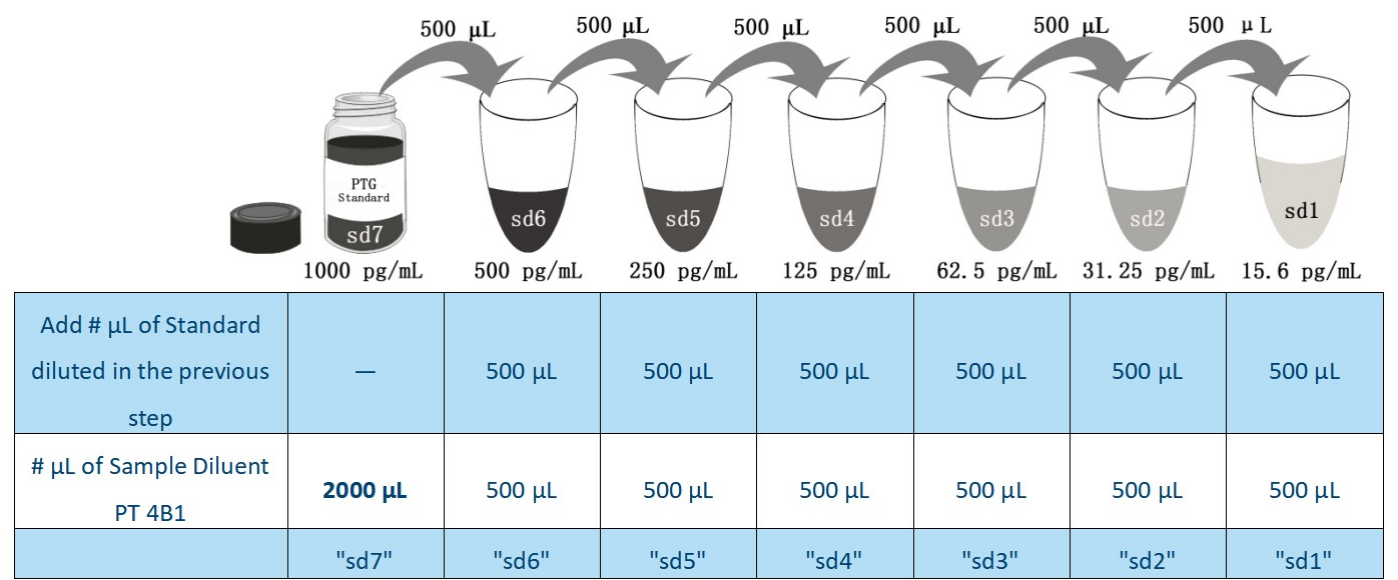 500 μL
500 μL
500 μL
500 μL
500 μL
500 μ L
PTG
Standard
sd7
sd6
sd5
sd4
sd3
sd2
sd1
1000 pg/mL
500 pg/mL
250 pg/mL
125 pg/mL
62.5 pg/mL
31.25 pg/mL
15.6 pg/mL
Add # μL of Standard
diluted in the previous
step
—
500 μL
500 μL
500 μL
500 μL
500 μL
500 μL
# μL of Sample Diluent
PT 4B1
2000 μL
500 μL
500 μL
500 μL
500 μL
500 μL
500 μL
"sd7"
"sd6"
"sd5"
"sd4"
"sd3"
"sd2"
"sd1"